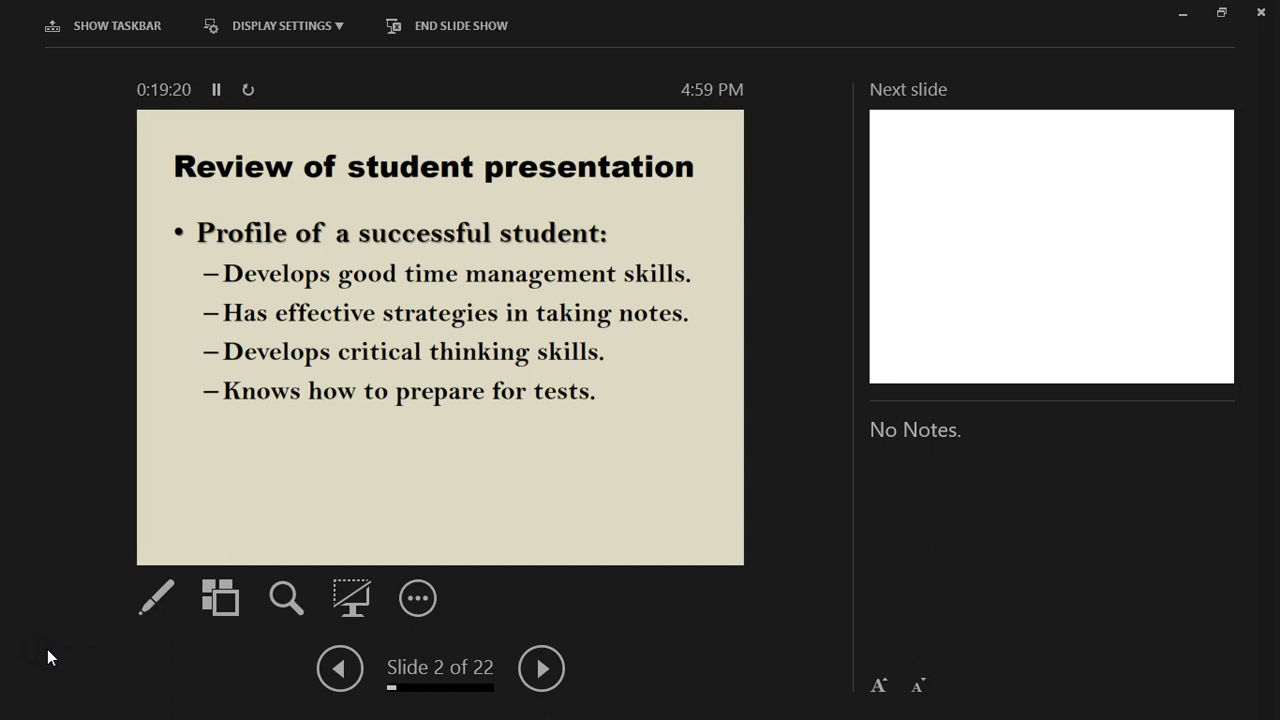 SHOW TASKBAR DISPLAY SETTINGS ▼ END SLIDE SHOW
0:19:20 4:59 PM Next slide
Review of student presentation
• Profile of a successful student:
–Develops good time management skills.
–Has effective strategies in taking notes.
–Develops critical thinking skills.
–Knows how to prepare for tests.
No Notes.
Slide 2 of 22
A A